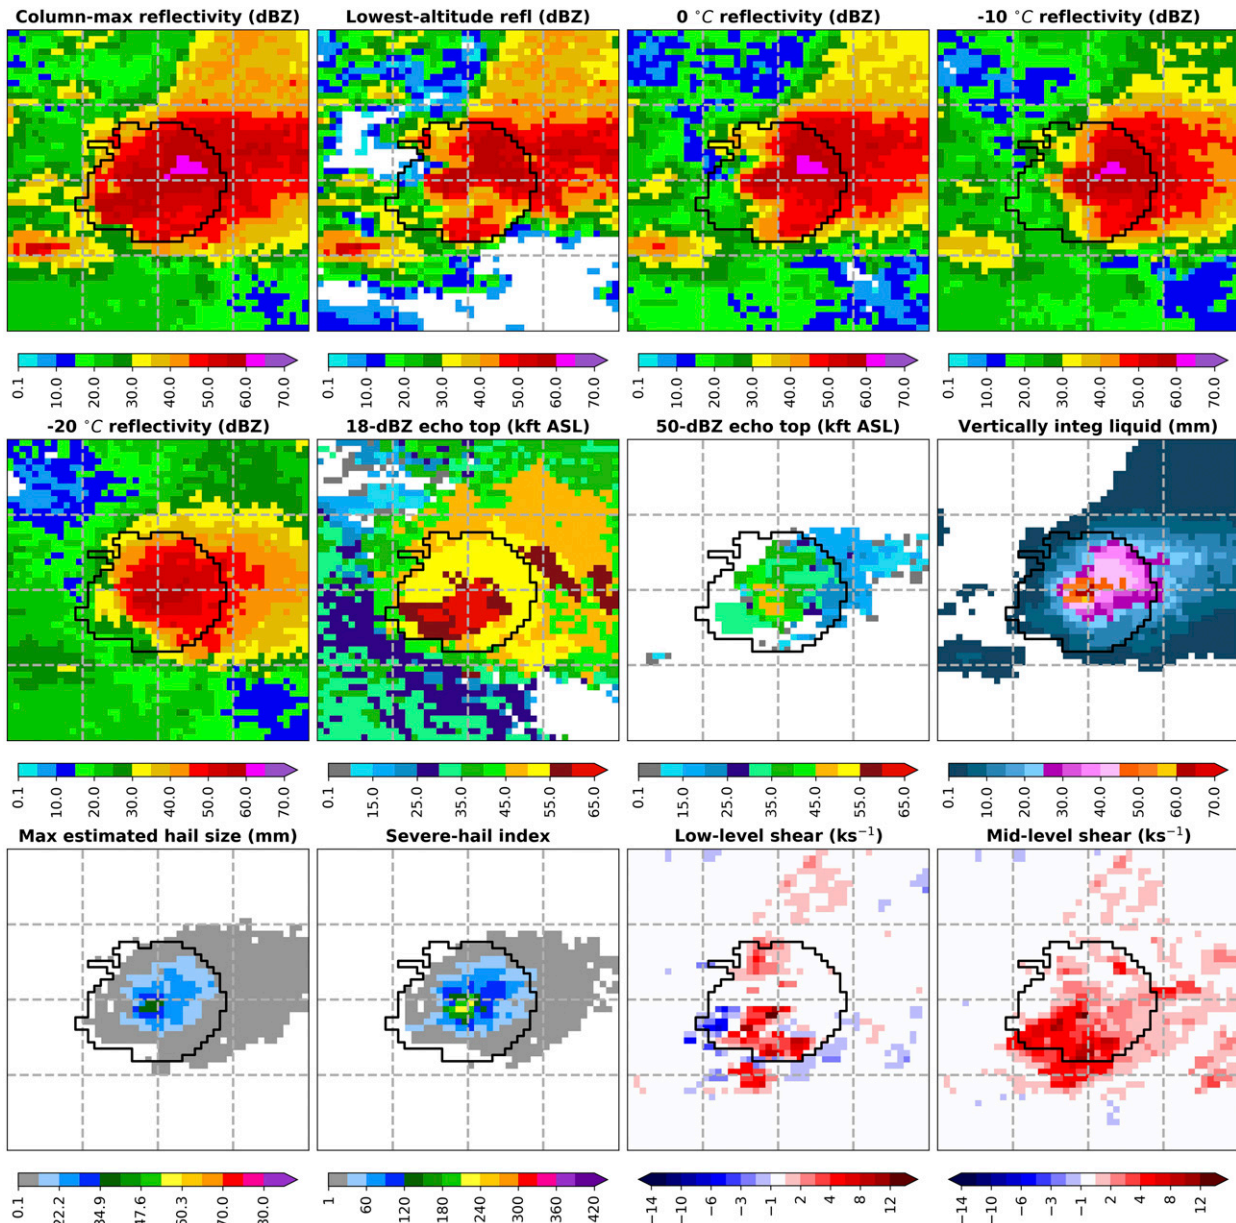 Column-max reflectivity (dBZ) Lowest-altitude refl (dBZ) 0 °C reflectivity (dBZ) -10 °C reflectivity (dBZ)
0.1 10.0 20.0 30.0 40.0 50.0 60.0 70.0 0.1 10.0 20.0 30.0 40.0 50.0 60.0 70.0 0.1 10.0 20.0 30.0 40.0 50.0 60.0 70.0 0.1 10.0 20.0 30.0 40.0 50.0 60.0 70.0
-20 °C reflectivity (dBZ) 18-dBZ echo top (kft ASL) 50-dBZ echo top (kft ASL) Vertically integ liquid (mm)
0.1 10.0 20.0 30.0 40.0 50.0 60.0 70.0 0.1 15.0 25.0 35.0 45.0 55.0 65.0 0.1 15.0 25.0 35.0 45.0 55.0 65.0 0.1 10.0 20.0 30.0 40.0 50.0 60.0 70.0
Max estimated hail size (mm) Severe-hail index Low-level shear (ks⁻¹) Mid-level shear (ks⁻¹)
0.1 22.2 34.9 47.6 60.3 70.0 80.0 1 60 120 180 240 300 360 420 −14 −10 −6 −3 −1 2 4 8 12 −14 −10 −6 −3 −1 2 4 8 12